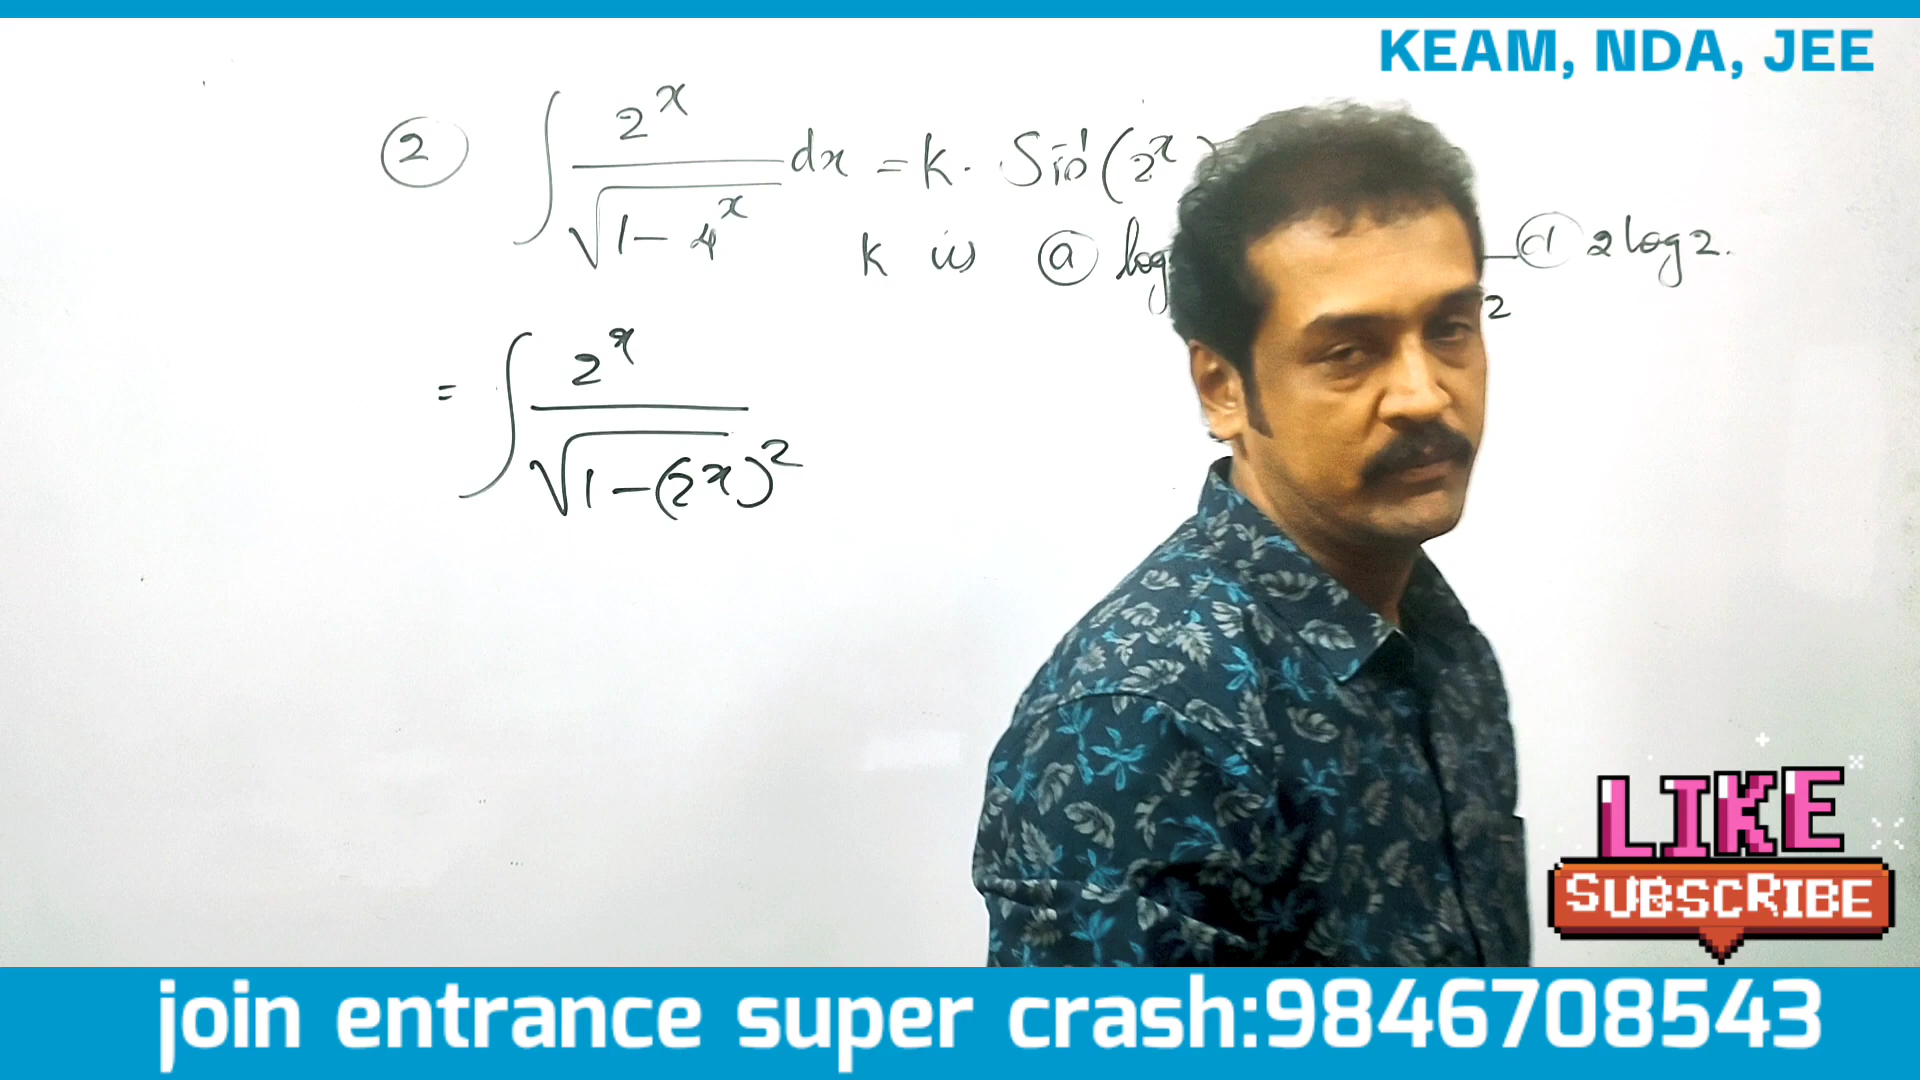 KEAM, NDA, JEE
② ∫ 2^x / √(1 - 4^x) dx = k. Sin⁻¹(2^x)
k is ⓐ log ⓓ 2 log 2.
2
= ∫ 2^x / √(1 - (2^x)^2
LIKE
SUBSCRIBE
join entrance super crash:9846708543